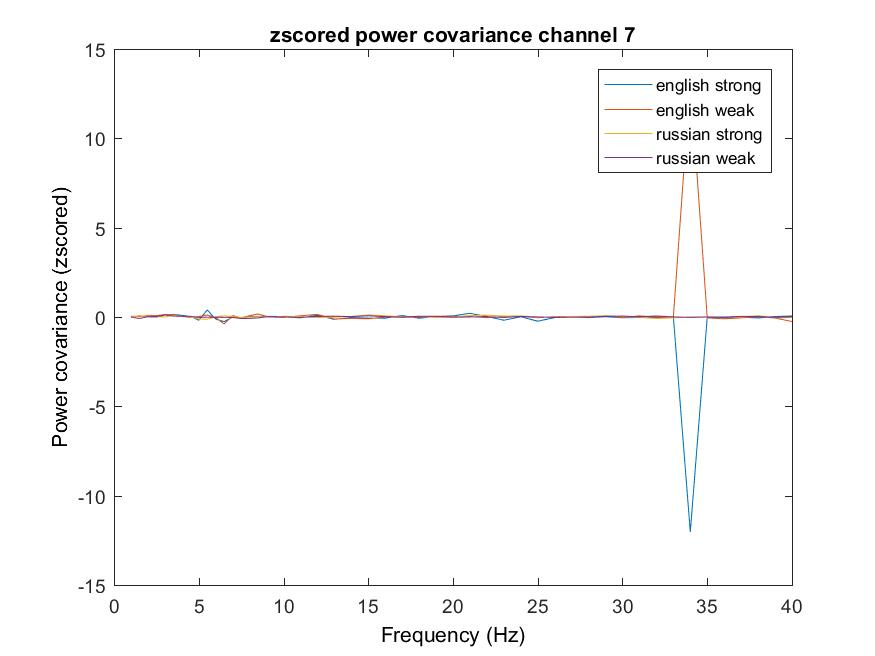 zscored power covariance channel 7
15
10
5
0
-5
-10
-15
Power covariance (zscored)
english strong
english weak
russian strong
russian weak
0 5 10 15 20 25 30 35 40
Frequency (Hz)